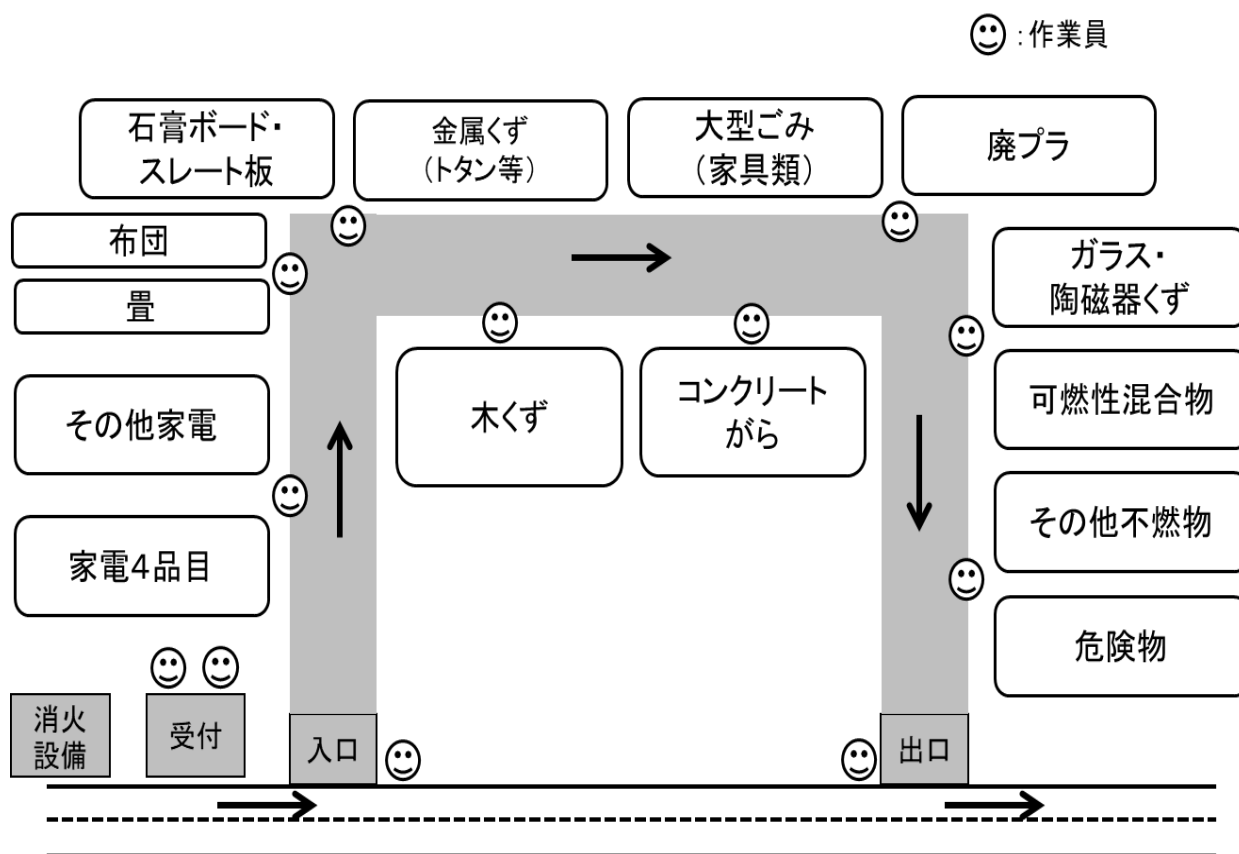 ：作業員
石膏ボード・
スレート板
金属くず
（トタン等）
大型ごみ
（家具類）
廃プラ
布団
畳
ガラス・
陶磁器くず
その他家電
木くず
コンクリート
がら
可燃性混合物
その他不燃物
家電４品目
危険物
消火
設備
受付
入口
出口